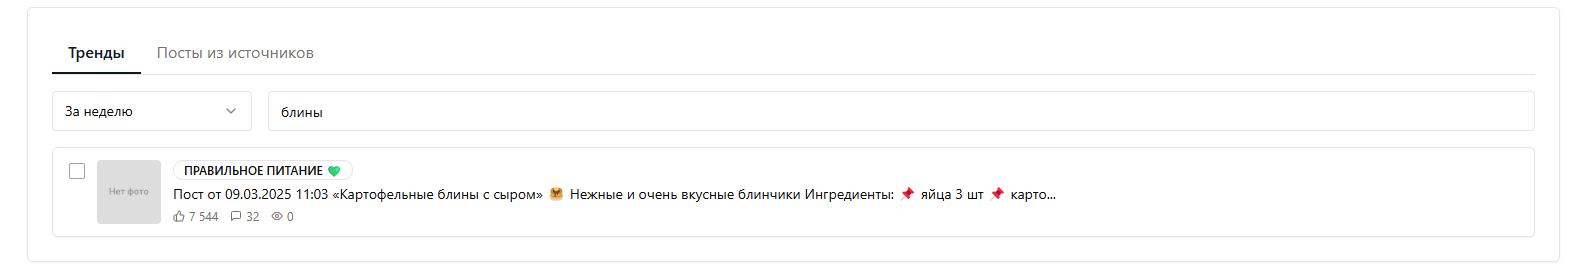 Тренды Посты из источников
За неделю блины
ПРАВИЛЬНОЕ ПИТАНИЕ 💚
Нет фото
Пост от 09.03.2025 11:03 «Картофельные блины с сыром» 🥞 Нежные и очень вкусные блинчики Ингредиенты: 📌 яйца 3 шт 📌 карто...
7 544 32 0